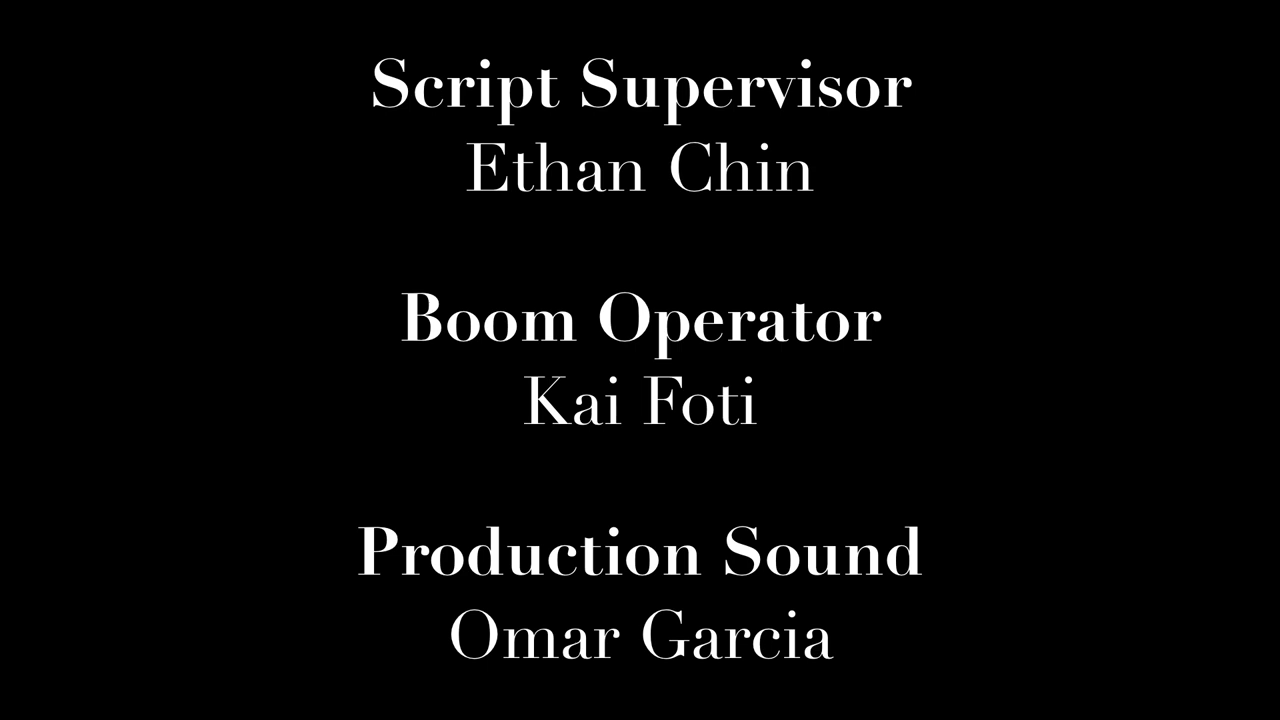 Script Supervisor
Ethan Chin
Boom Operator
Kai Foti
Production Sound
Omar Garcia